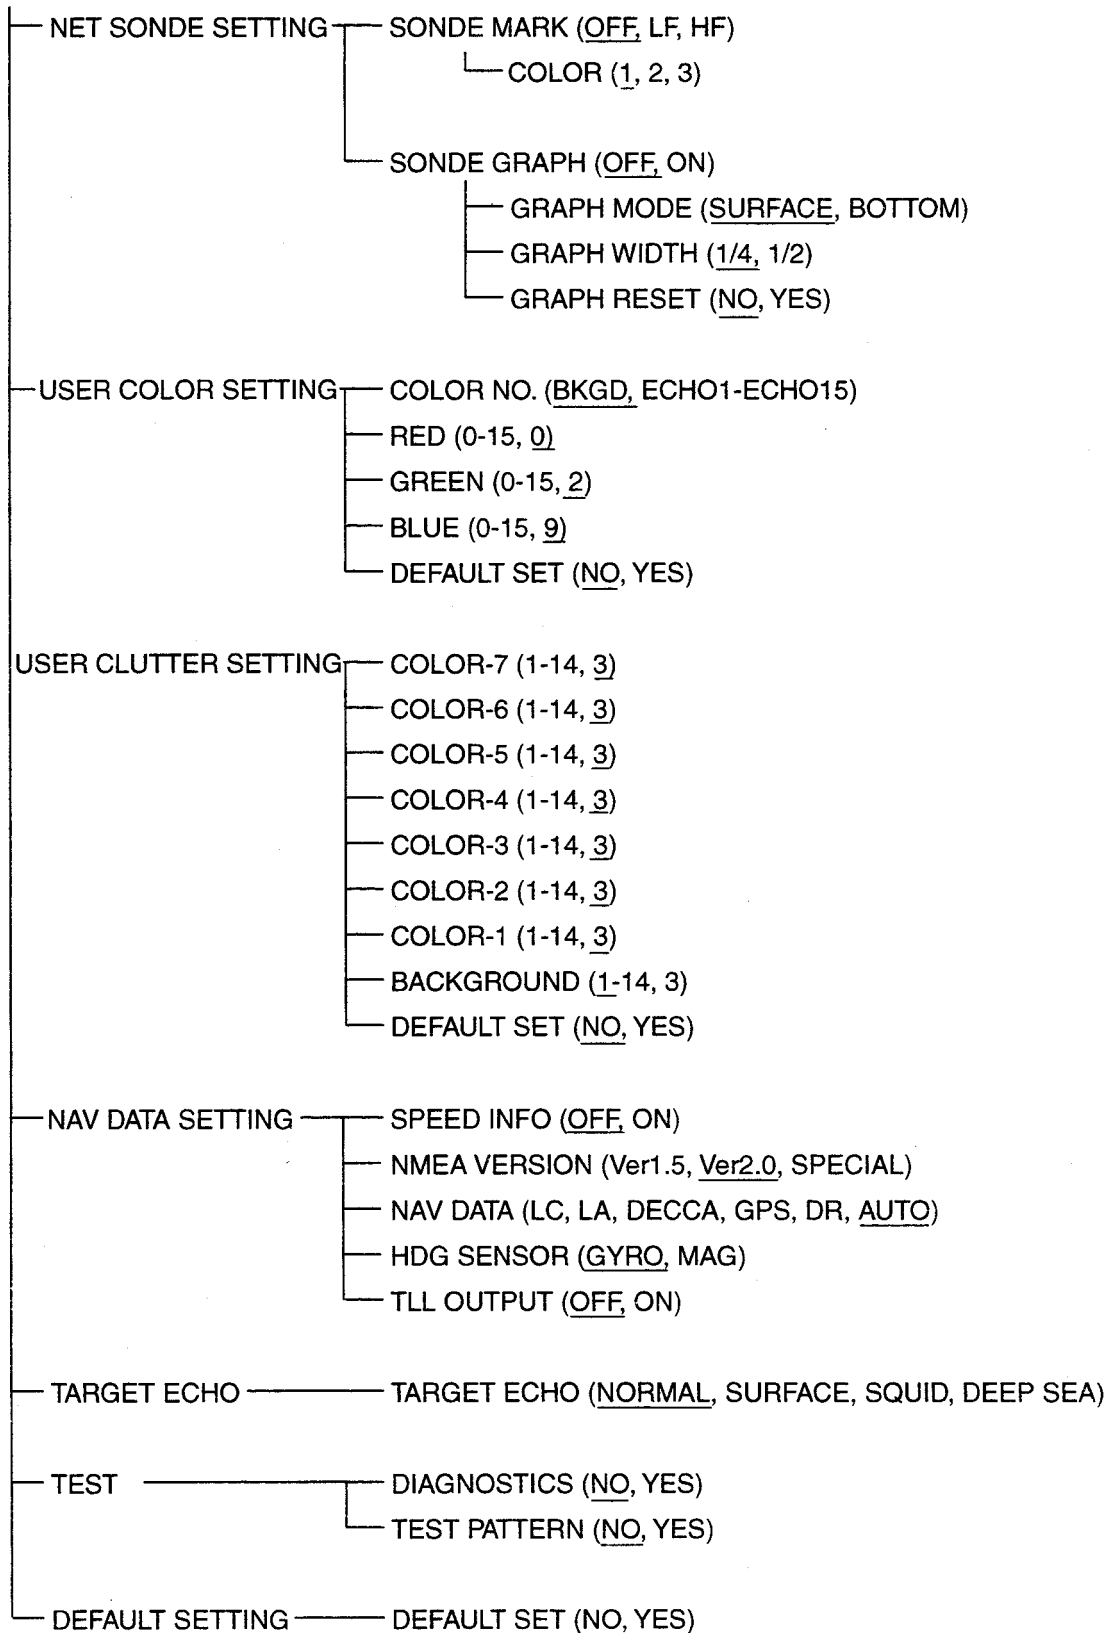 NET SONDE SETTING SONDE MARK (OFF, LF, HF)
COLOR (1, 2, 3)
SONDE GRAPH (OFF, ON)
GRAPH MODE (SURFACE, BOTTOM)
GRAPH WIDTH (1/4, 1/2)
GRAPH RESET (NO, YES)
USER COLOR SETTING COLOR NO. (BKGD, ECHO1-ECHO15)
RED (0-15, 0)
GREEN (0-15, 2)
BLUE (0-15, 9)
DEFAULT SET (NO, YES)
USER CLUTTER SETTING COLOR-7 (1-14, 3)
COLOR-6 (1-14, 3)
COLOR-5 (1-14, 3)
COLOR-4 (1-14, 3)
COLOR-3 (1-14, 3)
COLOR-2 (1-14, 3)
COLOR-1 (1-14, 3)
BACKGROUND (1-14, 3)
DEFAULT SET (NO, YES)
NAV DATA SETTING SPEED INFO (OFF, ON)
NMEA VERSION (Ver1.5, Ver2.0, SPECIAL)
NAV DATA (LC, LA, DECCA, GPS, DR, AUTO)
HDG SENSOR (GYRO, MAG)
TLL OUTPUT (OFF, ON)
TARGET ECHO TARGET ECHO (NORMAL, SURFACE, SQUID, DEEP SEA)
TEST DIAGNOSTICS (NO, YES)
TEST PATTERN (NO, YES)
DEFAULT SETTING DEFAULT SET (NO, YES)